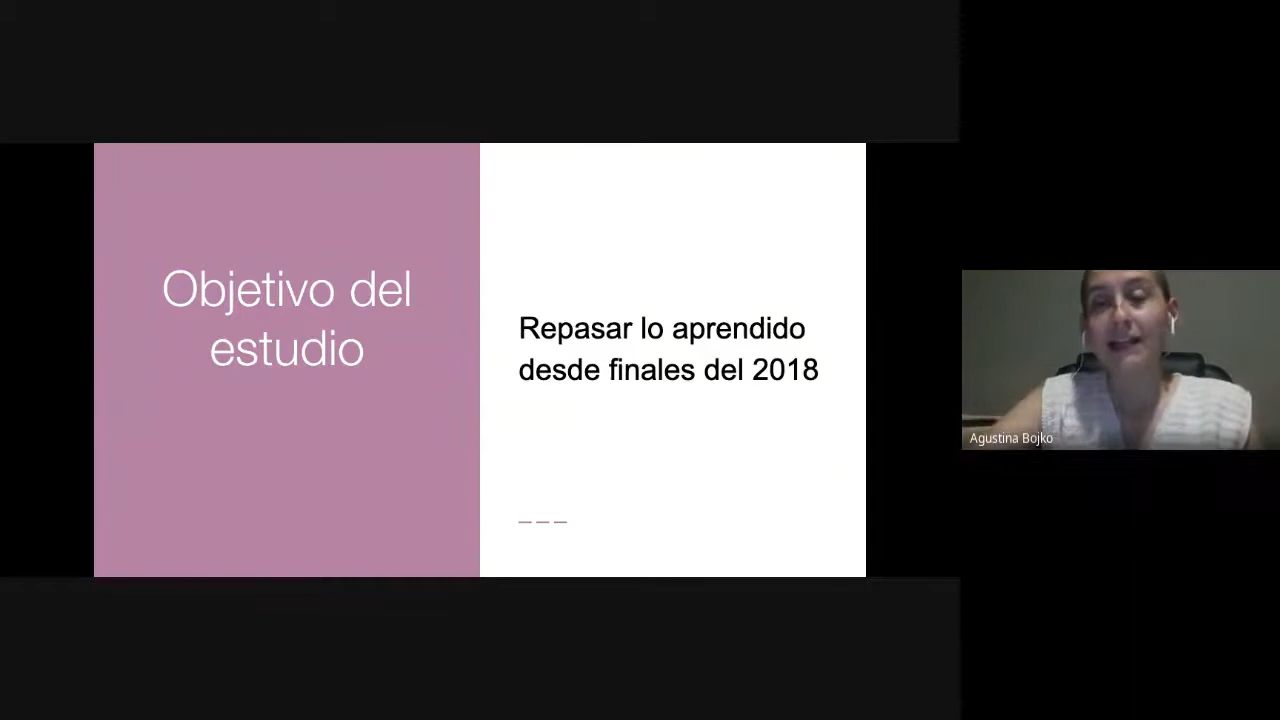 Objetivo del
estudio
Repasar lo aprendido
desde finales del 2018
Agustina Bojko